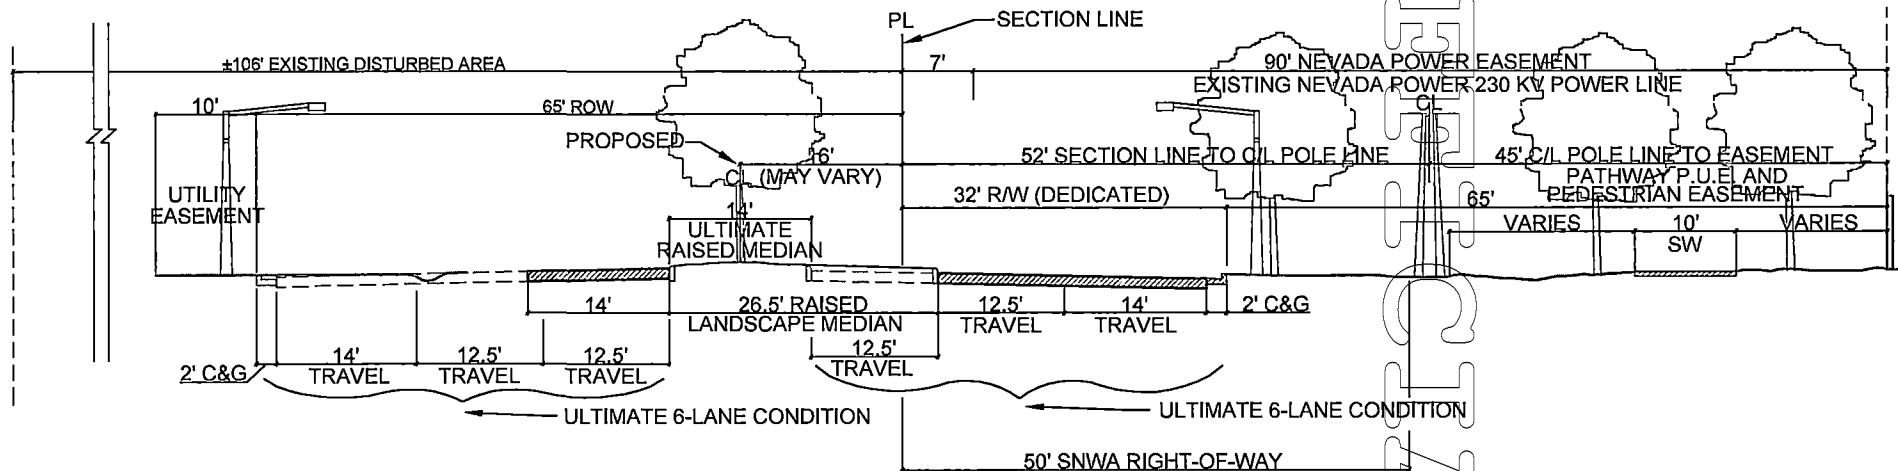 PL
SECTION LINE
±106' EXISTING DISTURBED AREA
7'
90' NEVADA POWER EASEMENT
EXISTING NEVADA POWER 230 KV POWER LINE
10'
65' ROW
CL
PROPOSED
16'
52' SECTION LINE TO C/L POLE LINE
45' C/L POLE LINE TO EASEMENT
CL (MAY VARY)
PATHWAY P.U.E. AND
PEDESTRIAN EASEMENT
UTILITY
EASEMENT
32' R/W (DEDICATED)
65'
14'
ULTIMATE
RAISED MEDIAN
VARIES
10'
SW
VARIES
14'
26.5' RAISED
LANDSCAPE MEDIAN
12.5'
TRAVEL
14'
TRAVEL
2' C&G
2' C&G
14'
TRAVEL
12.5'
TRAVEL
12.5'
TRAVEL
12.5'
TRAVEL
ULTIMATE 6-LANE CONDITION
ULTIMATE 6-LANE CONDITION
50' SNWA RIGHT-OF-WAY